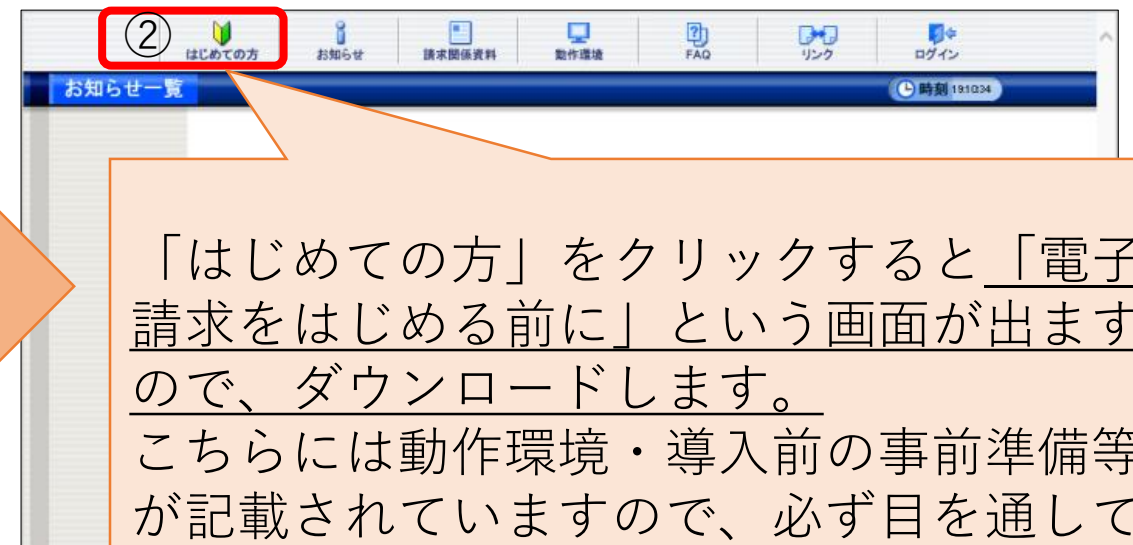 ②
はじめての方 お知らせ 請求関係資料 動作環境 FAQ リンク ログイン
お知らせ一覧 時刻 19:10:34
「はじめての方」をクリックすると「電子
請求をはじめる前に」という画面が出ます
ので、ダウンロードします。
こちらには動作環境・導入前の事前準備等
が記載されていますので、必ず目を通して